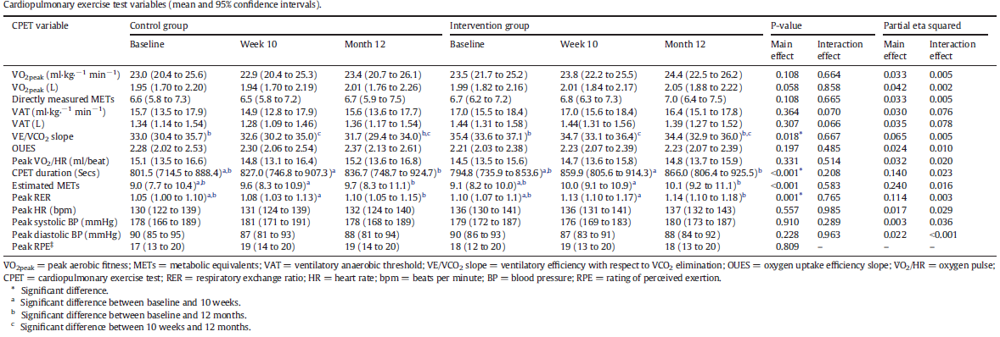 Cardiopulmonary exercise test variables (mean and 95% confidence intervals).
CPET variable Control group Intervention group P-value Partial eta squared
Baseline Week 10 Month 12 Baseline Week 10 Month 12 Main effect Interaction effect Main effect Interaction effect
VO2peak (ml·kg·−1 min−1) 23.0 (20.4 to 25.6) 22.9 (20.4 to 25.3) 23.4 (20.7 to 26.1) 23.5 (21.7 to 25.2) 23.8 (22.2 to 25.5) 24.4 (22.5 to 26.2) 0.108 0.664 0.033 0.005
VO2peak (L) 1.95 (1.70 to 2.20) 1.94 (1.70 to 2.19) 2.01 (1.76 to 2.26) 1.99 (1.82 to 2.16) 2.01 (1.84 to 2.17) 2.05 (1.88 to 2.22) 0.058 0.858 0.042 0.002
Directly measured METs 6.6 (5.8 to 7.3) 6.5 (5.8 to 7.2) 6.7 (5.9 to 7.5) 6.7 (6.2 to 7.2) 6.8 (6.3 to 7.3) 7.0 (6.4 to 7.5) 0.108 0.665 0.033 0.005
VAT (ml·kg·−1 min−1) 15.7 (13.5 to 17.9) 14.9 (12.8 to 17.9) 15.6 (13.6 to 17.7) 17.0 (15.5 to 18.4) 17.0 (15.6 to 18.4) 16.4 (15.1 to 17.8) 0.364 0.070 0.030 0.076
VAT (L) 1.34 (1.14 to 1.54) 1.28 (1.09 to 1.46) 1.36 (1.17 to 1.54) 1.44 (1.31 to 1.58) 1.44(1.31 to 1.56) 1.39 (1.27 to 1.52) 0.307 0.066 0.035 0.078
VE/VCO2 slope 33.0 (30.4 to 35.7)b 32.6 (30.2 to 35.0)c 31.7 (29.4 to 34.0)b,c 35.4 (33.6 to 37.1)b 34.7 (33.1 to 36.4)c 34.4 (32.9 to 36.0)b,c 0.018* 0.667 0.065 0.005
OUES 2.28 (2.02 to 2.53) 2.30 (2.06 to 2.54) 2.37 (2.13 to 2.61) 2.21 (2.03 to 2.38) 2.23 (2.07 to 2.39) 2.23 (2.07 to 2.39) 0.197 0.485 0.024 0.010
Peak VO2/HR (ml/beat) 15.1 (13.5 to 16.6) 14.8 (13.1 to 16.4) 15.2 (13.6 to 16.8) 14.5 (13.5 to 15.6) 14.7 (13.6 to 15.8) 14.8 (13.7 to 15.9) 0.331 0.514 0.032 0.020
CPET duration (Secs) 801.5 (714.5 to 888.4)a,b 827.0 (746.8 to 907.3)a 836.7 (748.7 to 924.7)b 794.8 (735.9 to 853.6)a,b 859.9 (805.6 to 914.3)a 866.0 (806.4 to 925.5)b <0.001* 0.208 0.140 0.023
Estimated METs 9.0 (7.7 to 10.4)a,b 9.6 (8.3 to 10.9)a 9.7 (8.3 to 11.1)b 9.1 (8.2 to 10.0)a,b 10.0 (9.1 to 10.9)a 10.1 (9.2 to 11.1)b <0.001 0.583 0.240 0.016
Peak RER 1.05 (1.00 to 1.10)a,b 1.08 (1.03 to 1.13)a 1.10 (1.05 to 1.15)b 1.10 (1.07 to 1.1)a,b 1.13 (1.10 to 1.17)a 1.14 (1.10 to 1.18)b 0.001* 0.765 0.114 0.003
Peak HR (bpm) 130 (122 to 139) 131 (124 to 139) 132 (124 to 140) 136 (130 to 141) 136 (131 to 141) 137 (132 to 143) 0.557 0.985 0.017 0.029
Peak systolic BP (mmHg) 178 (166 to 189) 181 (171 to 191) 178 (168 to 189) 179 (172 to 187) 176 (169 to 183) 180 (173 to 187) 0.910 0.289 0.003 0.036
Peak diastolic BP (mmHg) 90 (85 to 95) 87 (81 to 93) 88 (81 to 94) 90 (86 to 93) 87 (83 to 91) 88 (84 to 92) 0.228 0.963 0.022 <0.001
Peak RPE‡ 17 (13 to 20) 19 (14 to 20) 19 (14 to 20) 18 (12 to 20) 19 (13 to 20) 18 (13 to 20) 0.809 – – –
VO2peak = peak aerobic fitness; METs = metabolic equivalents; VAT = ventilatory anaerobic threshold; VE/VCO2 slope = ventilatory efficiency with respect to VCO2 elimination; OUES = oxygen uptake efficiency slope; VO2/HR = oxygen pulse;
CPET = cardiopulmonary exercise test; RER = respiratory exchange ratio; HR = heart rate; bpm = beats per minute; BP = blood pressure; RPE = rating of perceived exertion.
* Significant difference.
a Significant difference between baseline and 10 weeks.
b Significant difference between baseline and 12 months.
c Significant difference between 10 weeks and 12 months.